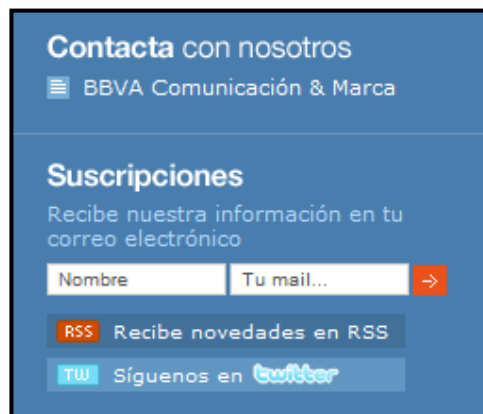 Contacta con nosotros
BBVA Comunicación & Marca
Suscripciones
Recibe nuestra información en tu
correo electrónico
Nombre Tu mail...
RSS Recibe novedades en RSS
TW Síguenos en twitter